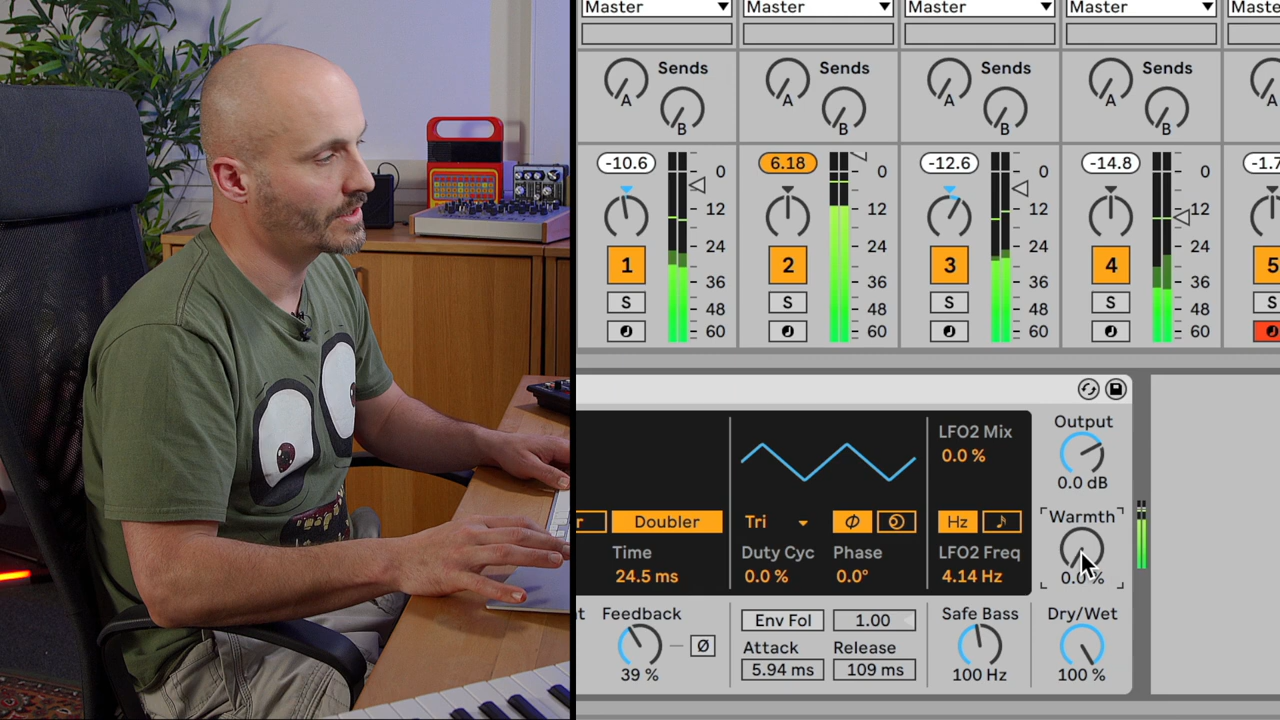 Master Master Master Master Maste
Sends Sends Sends Sends
A A A A
B B B B
-10.6 6.18 -12.6 -14.8 -1.7
0 0 0 0
12 12 12 12
1 2 3 4 5
24 24 24 24
S S S S
36 36 36 36
48 48 48 48
60 60 60 60
Output
0.0 dB
Warmth
0.0 %
LFO2 Mix
0.0 %
r Doubler Tri Φ Hz
Time Duty Cyc Phase LFO2 Freq
24.5 ms 0.0 % 0.0° 4.14 Hz
t Feedback Env Fol 1.00 Safe Bass Dry/Wet
Ø
Attack Release
39 % 5.94 ms 109 ms 100 Hz 100 %